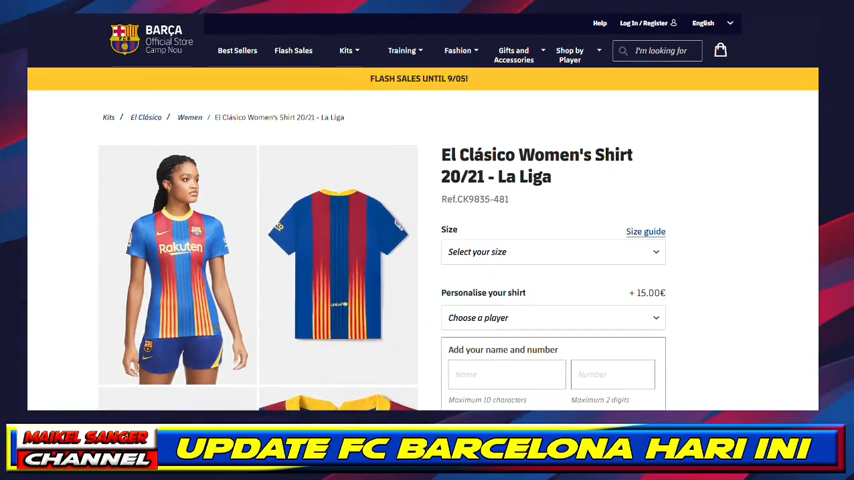 BARÇA
Official Store
Camp Nou
Help
Log In / Register
English
Best Sellers
Flash Sales
Kits
Training
Fashion
Gifts and
Accessories
Shop by
Player
I'm looking for
FLASH SALES UNTIL 9/05!
Kits / El Clásico / Women / El Clásico Women's Shirt 20/21 - La Liga
El Clásico Women's Shirt
20/21 - La Liga
Ref.CK9835-481
Size
Size guide
Select your size
Personalise your shirt
+ 15.00€
Choose a player
Add your name and number
Name
Number
Maximum 10 characters
Maximum 2 digits
Rakuten
unicef
MAIKEL SANGER
CHANNEL
UPDATE FC BARCELONA HARI INI